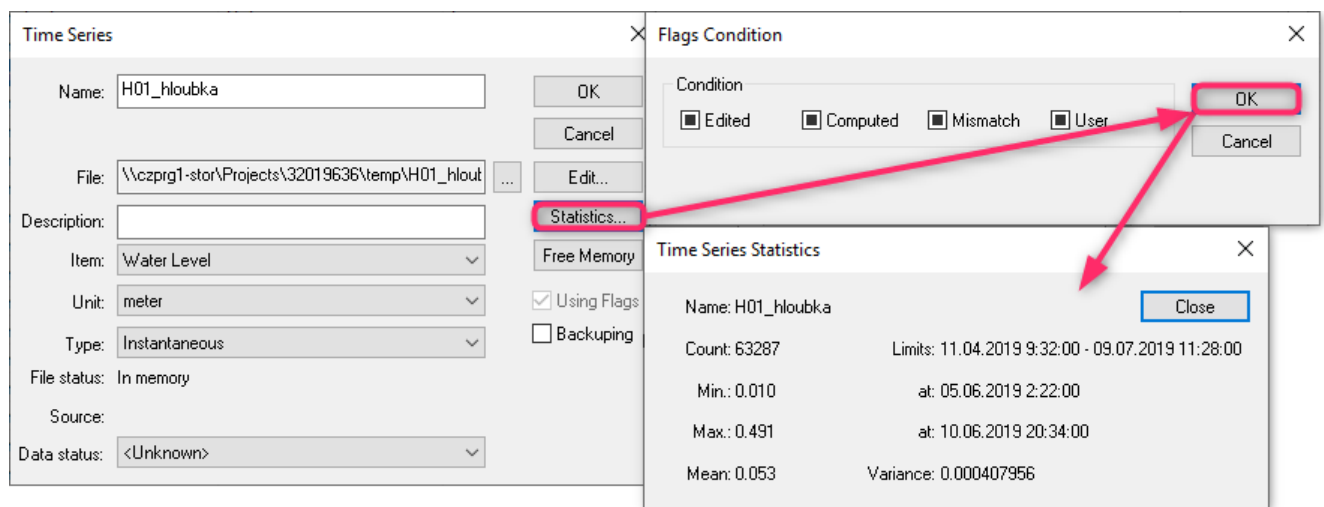 Time Series
Name: H01_hloubka
OK
Cancel
File: \\czprg1-stor\Projects\32019636\temp\H01_hlout ...
Edit...
Description:
Statistics...
Item: Water Level
Free Memory
Unit: meter
Using Flags
Type: Instantaneous
Backuping
File status: In memory
Source:
Data status: <Unknown>
Flags Condition
Condition
Edited Computed Mismatch User
OK
Cancel
Time Series Statistics
Name: H01_hloubka
Close
Count: 63287 Limits: 11.04.2019 9:32:00 - 09.07.2019 11:28:00
Min.: 0.010 at: 05.06.2019 2:22:00
Max.: 0.491 at: 10.06.2019 20:34:00
Mean: 0.053 Variance: 0.000407956